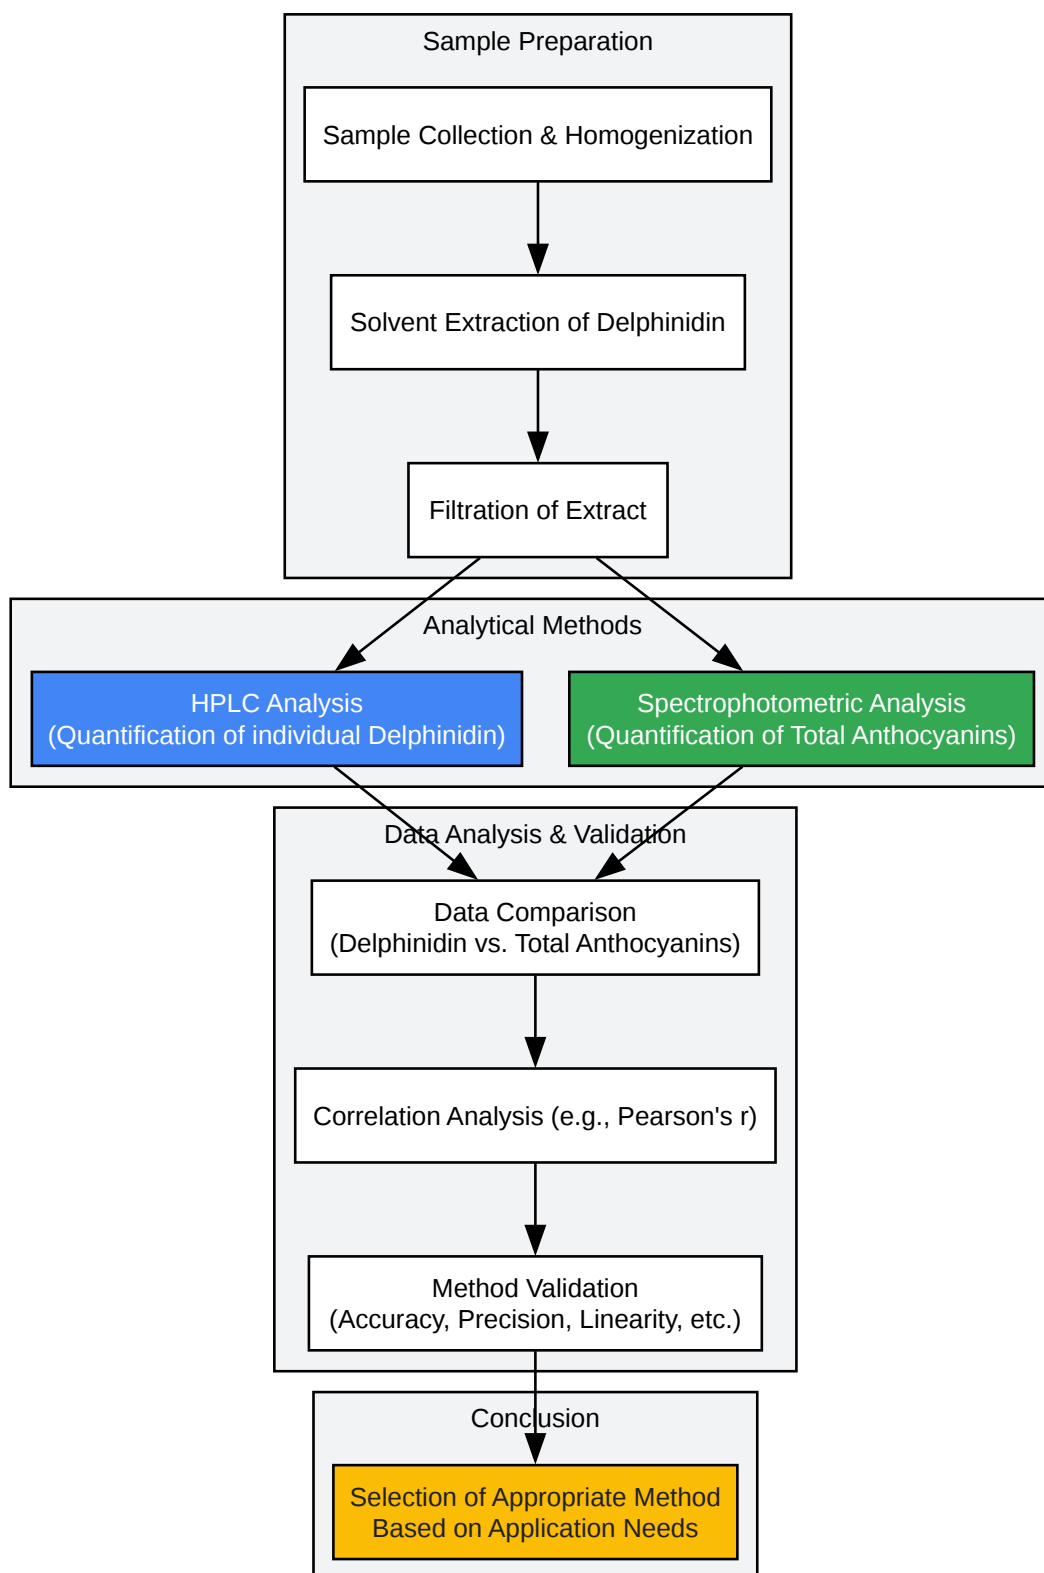 Sample Preparation
Sample Collection & Homogenization
Solvent Extraction of Delphinidin
Filtration of Extract
Analytical Methods
HPLC Analysis
(Quantification of individual Delphinidin)
Spectrophotometric Analysis
(Quantification of Total Anthocyanins)
Data Analysis & Validation
Data Comparison
(Delphinidin vs. Total Anthocyanins)
Correlation Analysis (e.g., Pearson's r)
Method Validation
(Accuracy, Precision, Linearity, etc.)
Conclusion
Selection of Appropriate Method
Based on Application Needs